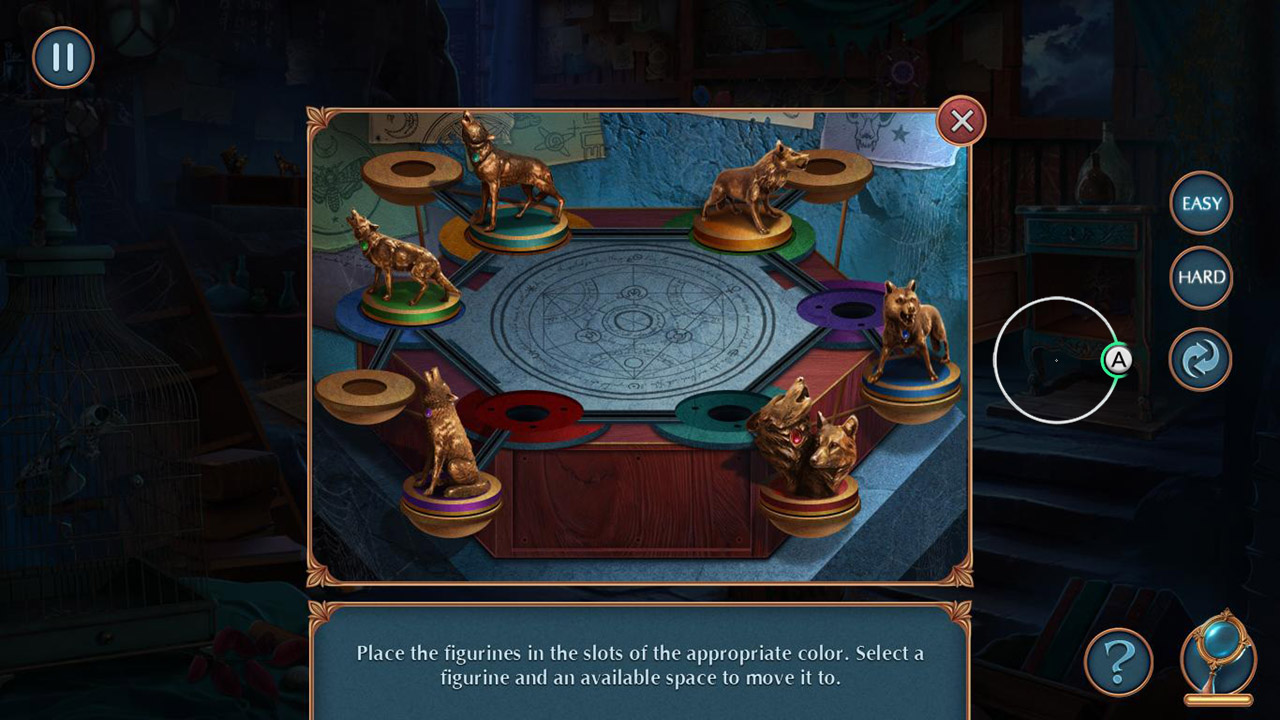 EASY
HARD
A
Place the figurines in the slots of the appropriate color. Select a
figurine and an available space to move it to.
?